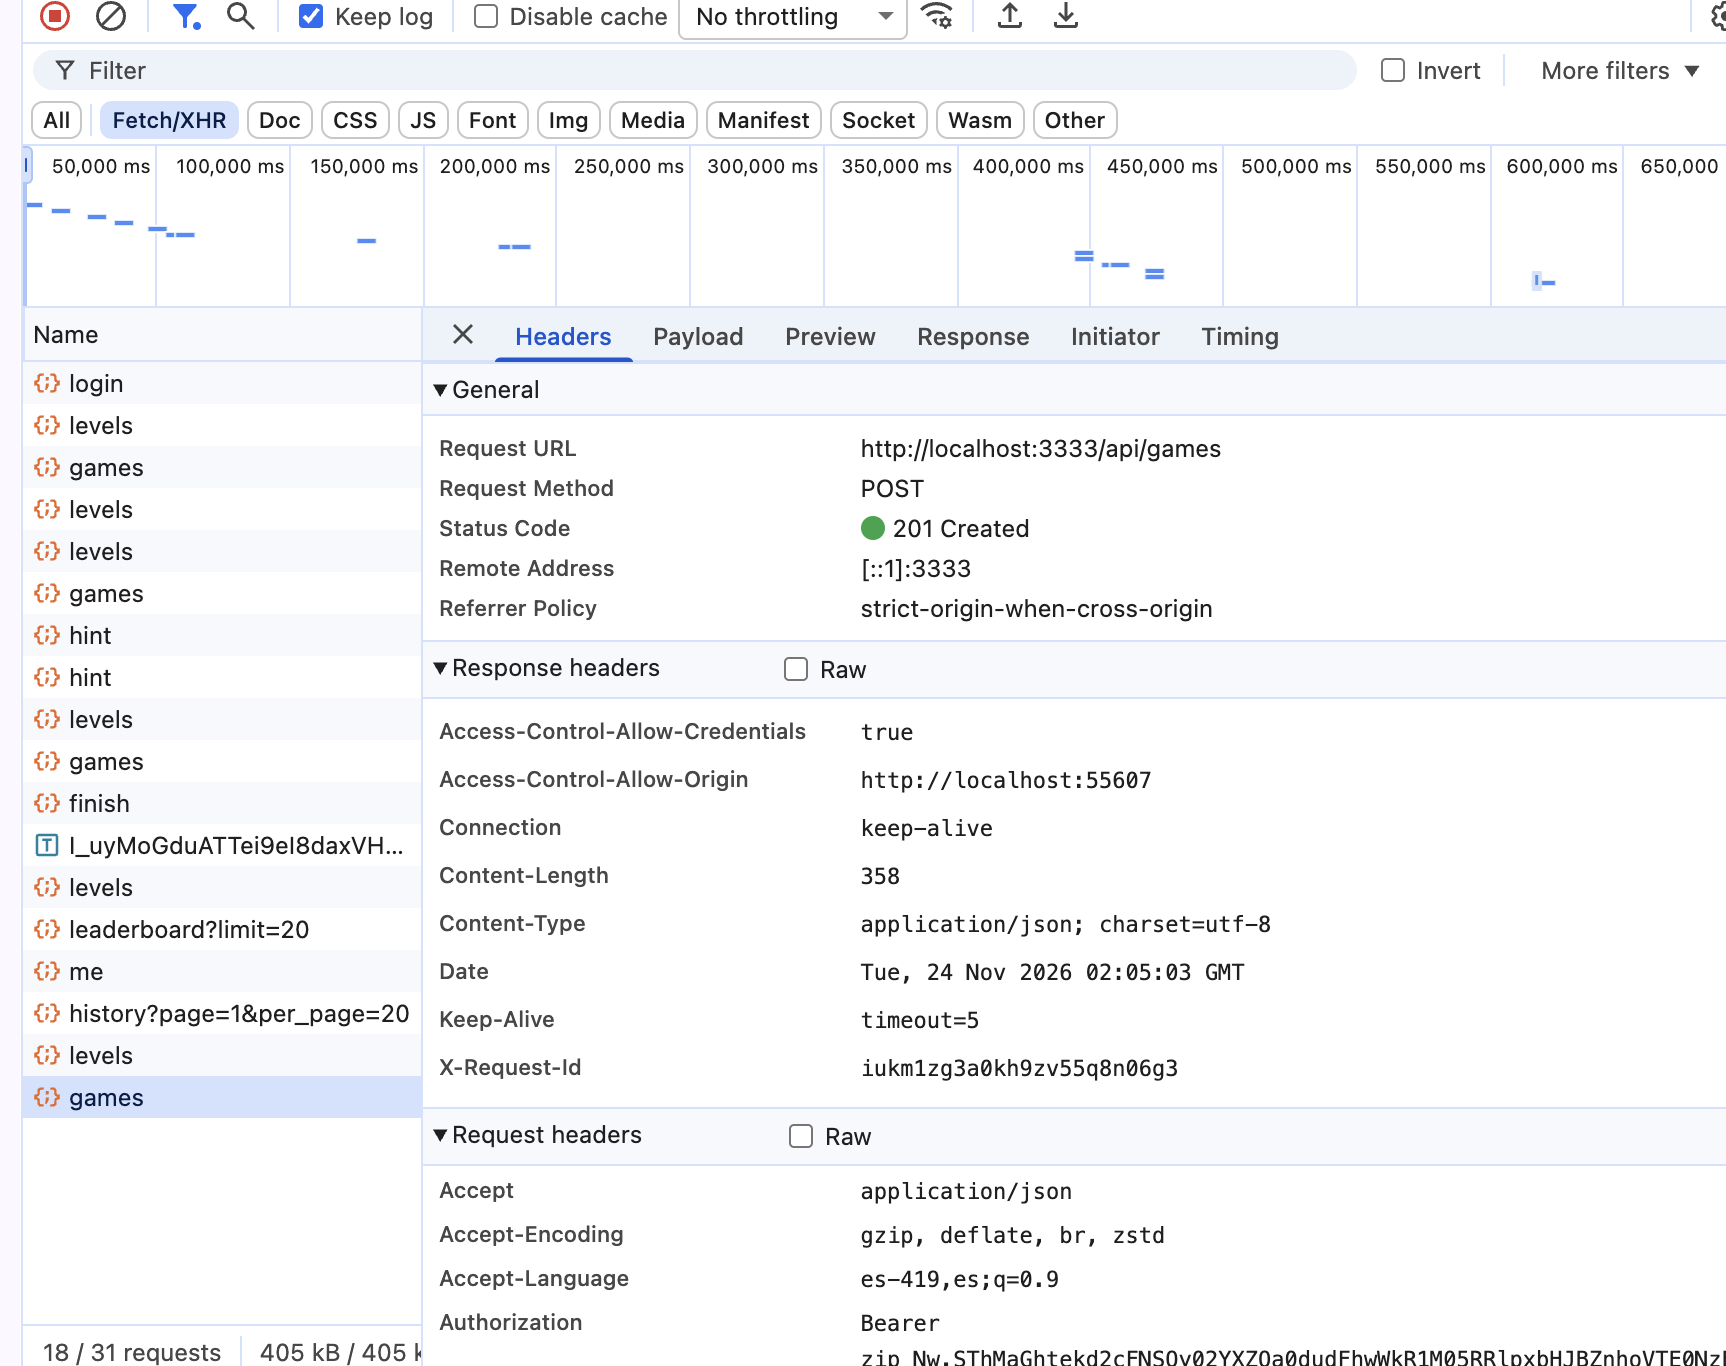 Keep log
Disable cache
No throttling
Filter
Invert
More filters
All
Fetch/XHR
Doc
CSS
JS
Font
Img
Media
Manifest
Socket
Wasm
Other
50,000 ms
100,000 ms
150,000 ms
200,000 ms
250,000 ms
300,000 ms
350,000 ms
400,000 ms
450,000 ms
500,000 ms
550,000 ms
600,000 ms
650,000
Name
login
levels
games
levels
levels
games
hint
hint
levels
games
finish
I_uyMoGduATTei9eI8daxVH...
levels
leaderboard?limit=20
me
history?page=1&per_page=20
levels
games
18 / 31 requests
405 kB / 405 k
Headers
Payload
Preview
Response
Initiator
Timing
General
Request URL http://localhost:3333/api/games
Request Method POST
Status Code 201 Created
Remote Address [::1]:3333
Referrer Policy strict-origin-when-cross-origin
Response headers Raw
Access-Control-Allow-Credentials true
Access-Control-Allow-Origin http://localhost:55607
Connection keep-alive
Content-Length 358
Content-Type application/json; charset=utf-8
Date Tue, 24 Nov 2026 02:05:03 GMT
Keep-Alive timeout=5
X-Request-Id iukm1zg3a0kh9zv55q8n06g3
Request headers Raw
Accept application/json
Accept-Encoding gzip, deflate, br, zstd
Accept-Language es-419,es;q=0.9
Authorization Bearer